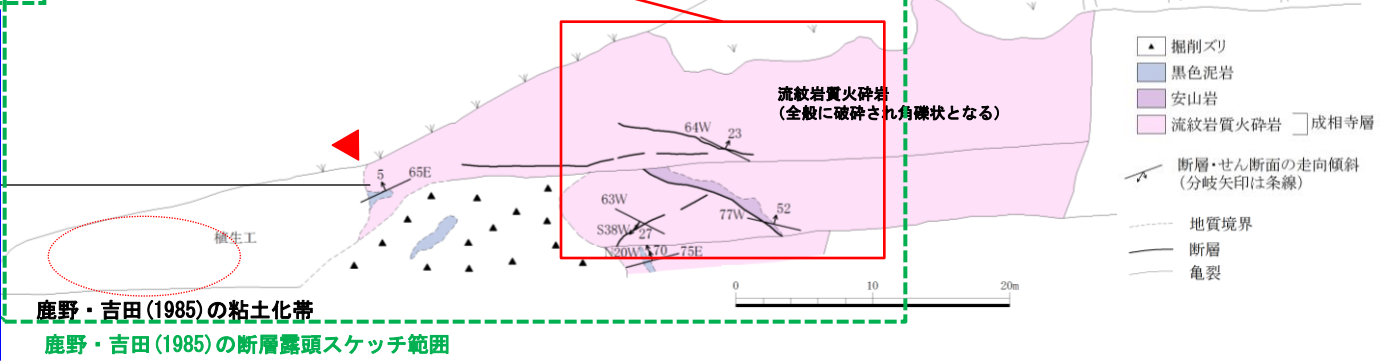 流紋岩質火砕岩
(全般に破砕され角礫状となる)
64W
23
5
65E
63W
S38W
27
77W
52
N20W
70
75E
植生工
0
10
20m
鹿野・吉田(1985)の粘土化帯
鹿野・吉田(1985)の断層露頭スケッチ範囲
掘削ズリ
黒色泥岩
安山岩
流紋岩質火砕岩
成相寺層
断層・せん断面の走向傾斜
(分岐矢印は条線)
地質境界
断層
亀裂